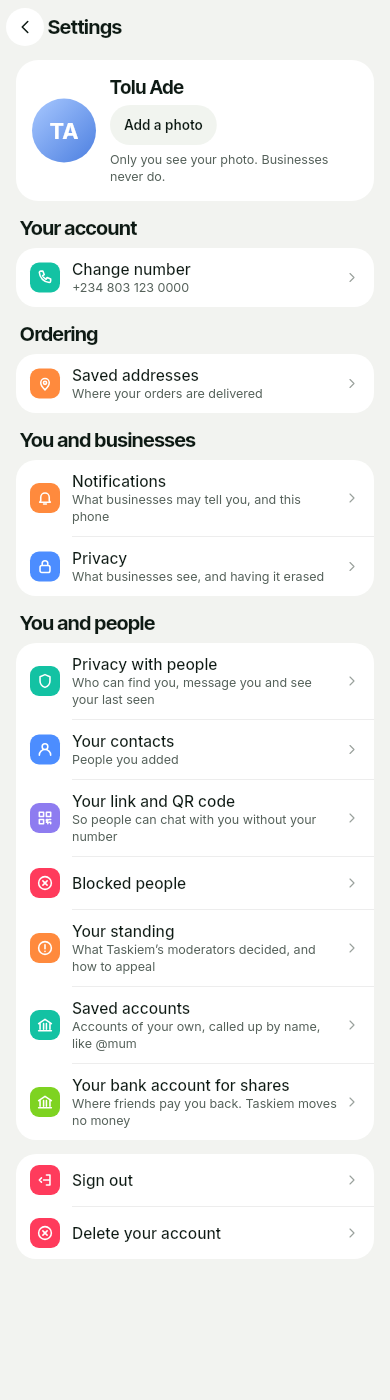 Settings
TA
Tolu Ade
Add a photo
Only you see your photo. Businesses
never do.
Your account
Change number
+234 803 123 0000
Ordering
Saved addresses
Where your orders are delivered
You and businesses
Notifications
What businesses may tell you, and this
phone
Privacy
What businesses see, and having it erased
You and people
Privacy with people
Who can find you, message you and see
your last seen
Your contacts
People you added
Your link and QR code
So people can chat with you without your
number
Blocked people
Your standing
What Taskiem’s moderators decided, and
how to appeal
Saved accounts
Accounts of your own, called up by name,
like @mum
Your bank account for shares
Where friends pay you back. Taskiem moves
no money
Sign out
Delete your account